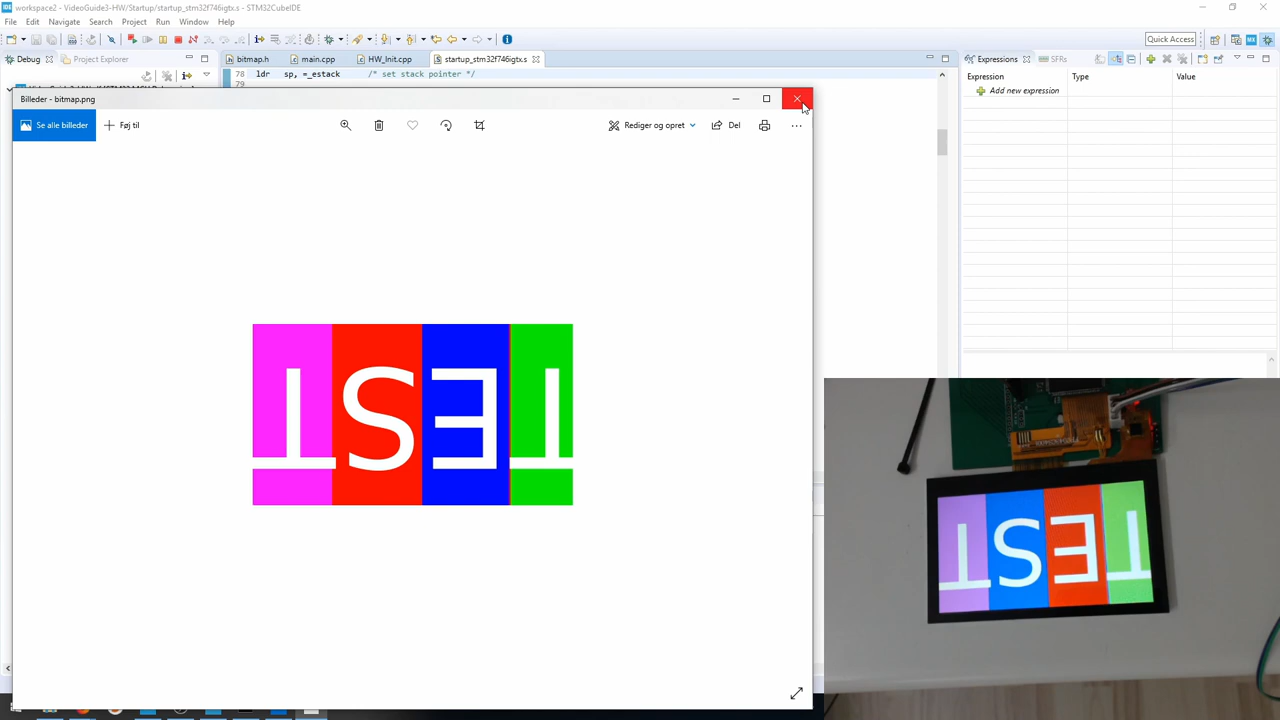 workspace2 - VideoGuide3-HW/Startup/startup_stm32f746igtx.s - STM32CubeIDE
File Edit Navigate Search Project Run Window Help
Quick Access
Debug Project Explorer
bitmap.h main.cpp HW_Init.cpp startup_stm32f746igtx.s
Expressions SFRs
78 ldr sp, =_estack /* set stack pointer */
79
Expression Type Value
Add new expression
Billeder - bitmap.png
Se alle billeder Føj til Rediger og opret Del
TSET
TSET